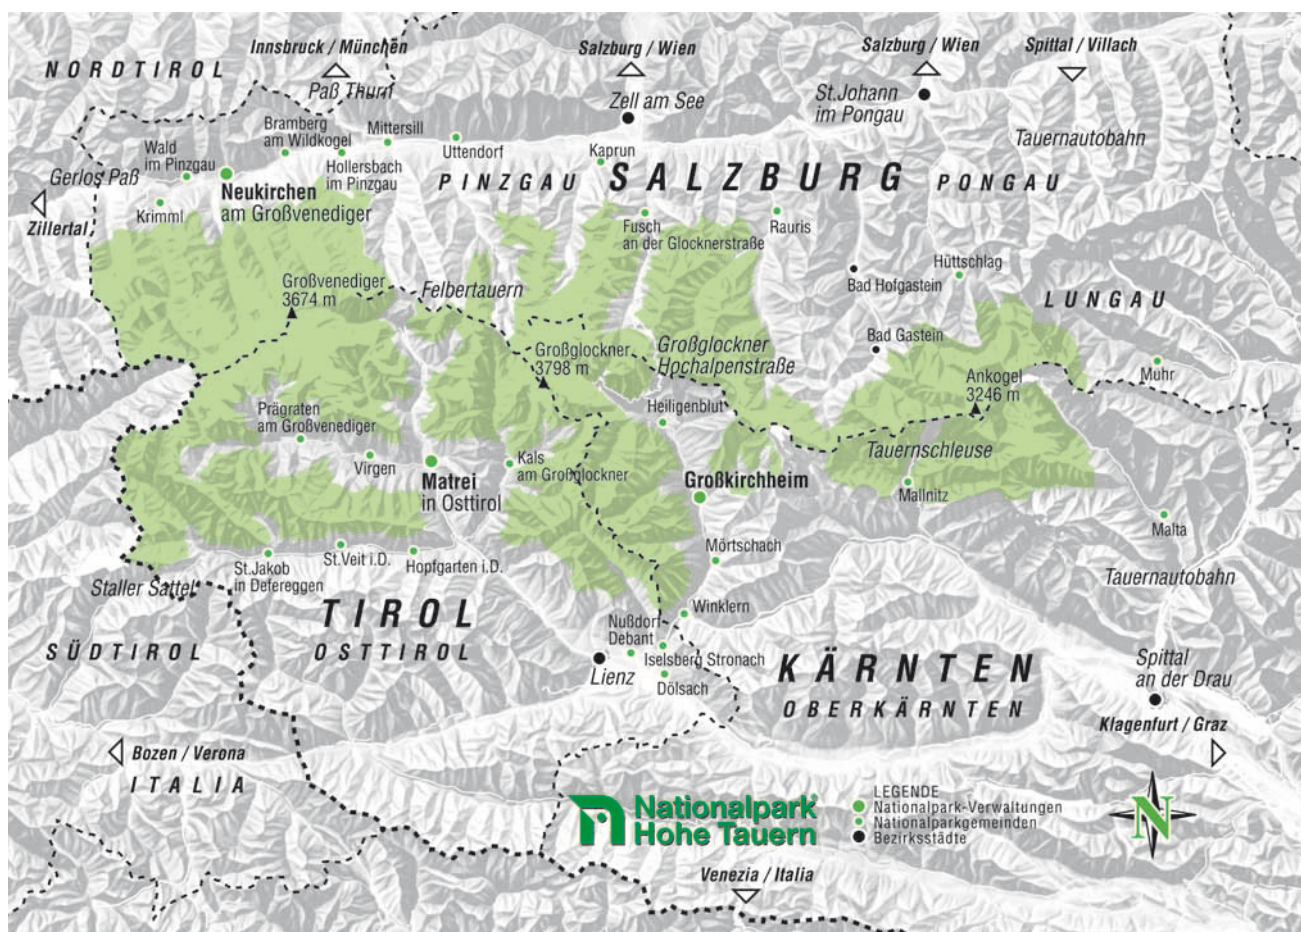 Innsbruck / München
Salzburg / Wien
Salzburg / Wien
Spittal / Villach
NORDTIROL
Paß Thurn
Zell am See
St.Johann
im Pongau
Tauernautobahn
Bramberg
am Wildkogel
Mittersill
Uttendorf
Kaprun
Wald
im Pinzgau
Hollersbach
im Pinzgau
Gerlos Paß
Neukirchen
am Großvenediger
PINZGAU
SALZBURG
PONGAU
Zillertal
Krimml
Fusch
an der Glocknerstraße
Rauris
Hüttschlag
Bad Hofgastein
Großvenediger
3674 m
Felbertauern
LUNGAU
Bad Gastein
Großglockner
3798 m
Großglockner
Hochalpenstraße
Muhr
Ankogel
3246 m
Prägraten
am Großvenediger
Heiligenblut
Virgen
Matrei
in Osttirol
Kals
am Großglockner
Tauernschleuse
Großkirchheim
Mallnitz
Malta
St.Jakob
in Defereggen
St.Veit i.D.
Hopfgarten i.D.
Mörtschach
Staller Sattel
Tauernautobahn
TIROL
OSTTIROL
Winklern
Nußdorf
Debant
Iselsberg Stronach
Lienz
Dölsach
SÜDTIROL
KÄRNTEN
OBERKÄRNTEN
Spittal
an der Drau
Klagenfurt / Graz
Bozen / Verona
ITALIA
Nationalpark®
Hohe Tauern
LEGENDE
Nationalpark-Verwaltungen
Nationalparkgemeinden
Bezirksstädte
N
Venezia / Italia